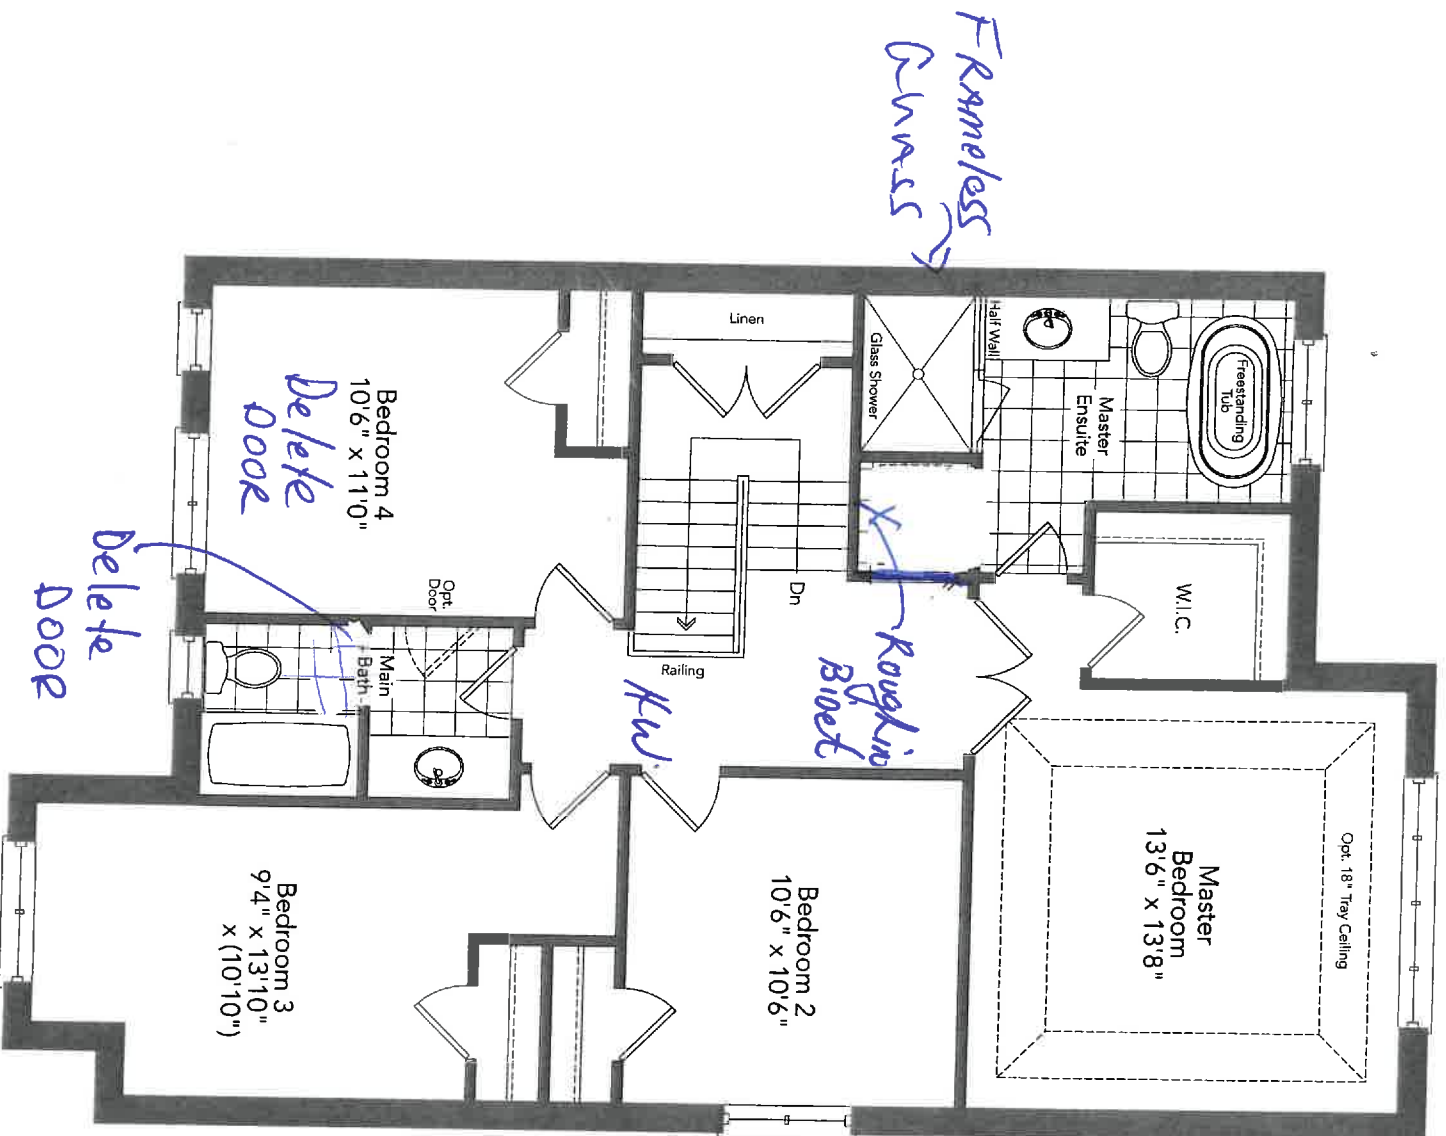 FRAMEless
Glass
Linen
Glass Shower
Half Wall
Freestanding
Tub
Master
Ensuite
W.I.C.
Bedroom 4
10'6" x 11'0"
Delete
DOOR
Opt.
Door
Dn
Railing
Rough in
BIDET
Delete
DOOR
Main
Bath
HW
Opt. 18" Tray Ceiling
Master
Bedroom
13'6" x 13'8"
Bedroom 2
10'6" x 10'6"
Bedroom 3
9'4" x 13'10"
x (10'10")